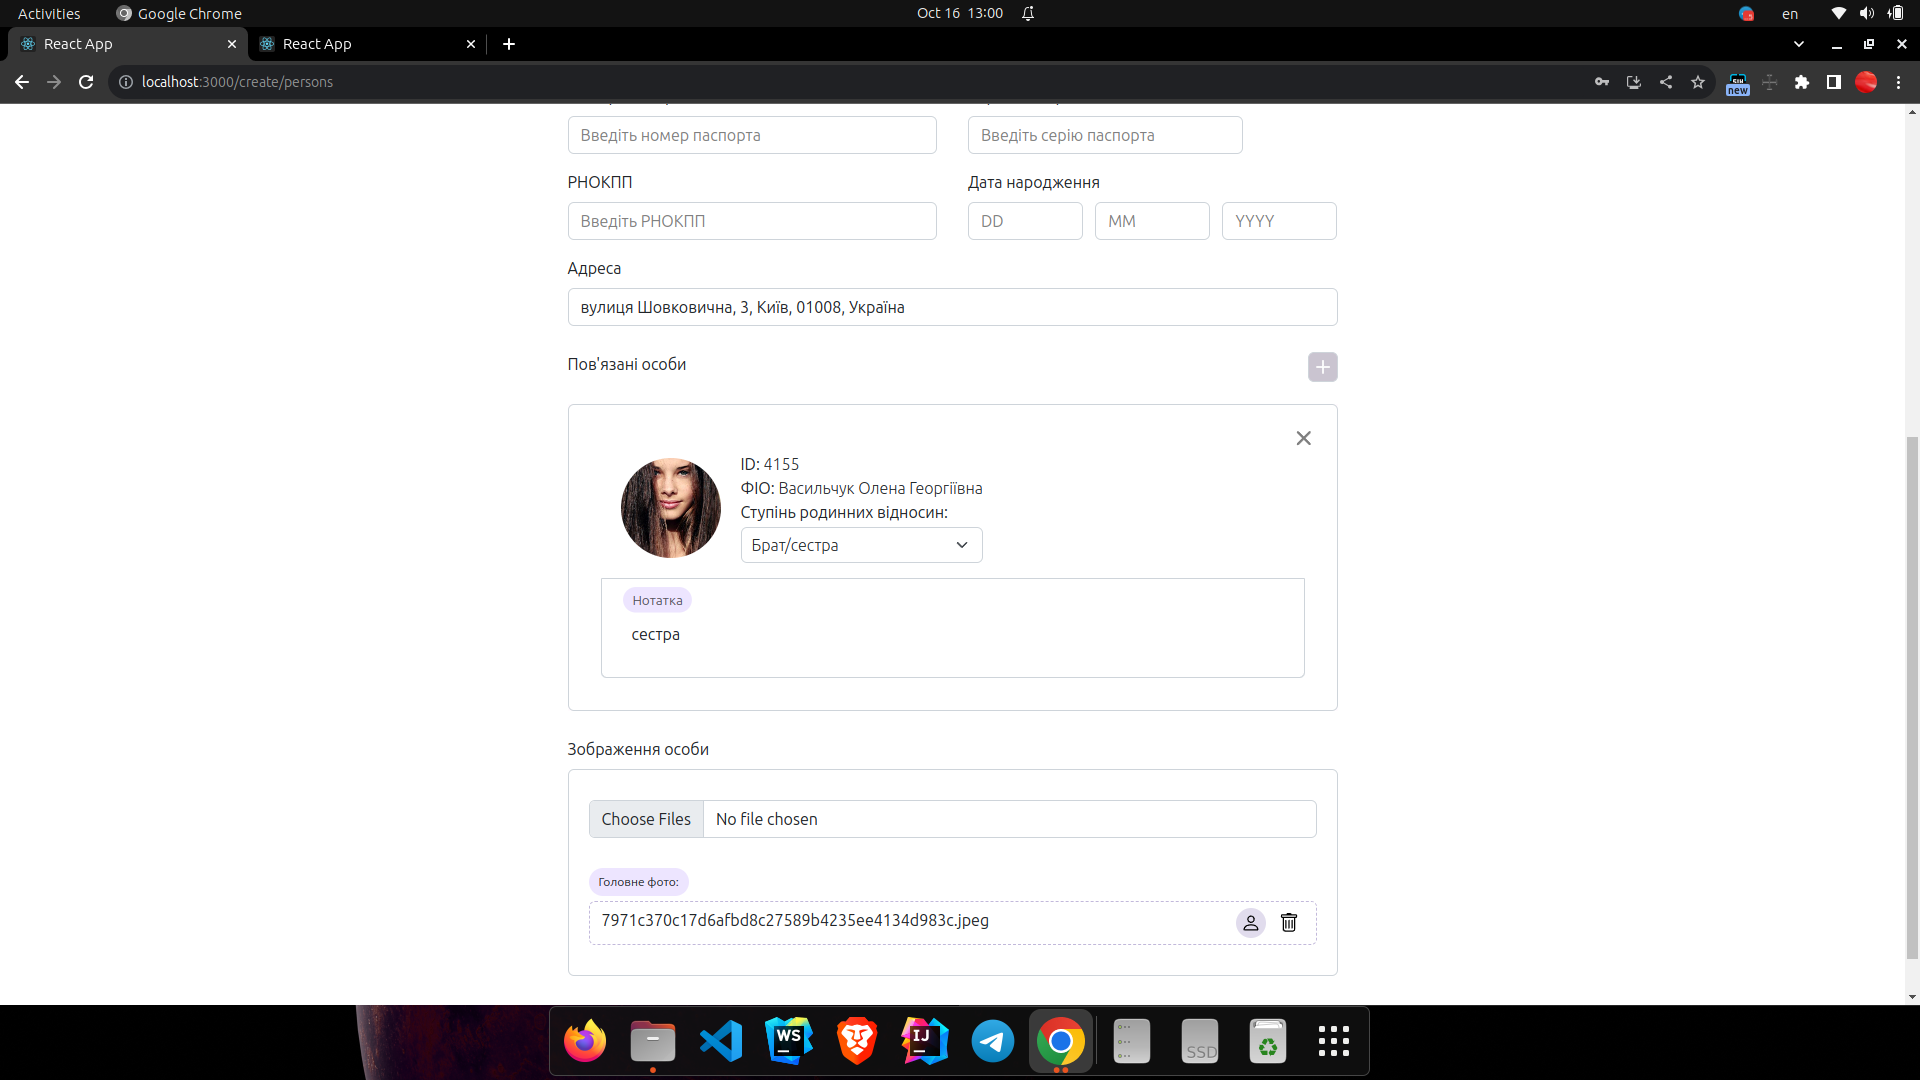 Activities
Google Chrome
Oct 16 13:00
en
React App
React App
localhost:3000/create/persons
new
Введіть номер паспорта
Введіть серію паспорта
РНОКПП
Дата народження
Введіть РНОКПП
DD
MM
YYYY
Адреса
вулиця Шовковична, 3, Київ, 01008, Україна
Пов'язані особи
ID: 4155
ФІО: Васильчук Олена Георгіївна
Ступінь родинних відносин:
Брат/сестра
Нотатка
сестра
Зображення особи
Choose Files
No file chosen
Головне фото:
7971c370c17d6afbd8c27589b4235ee4134d983c.jpeg
WS
IJ
SSD